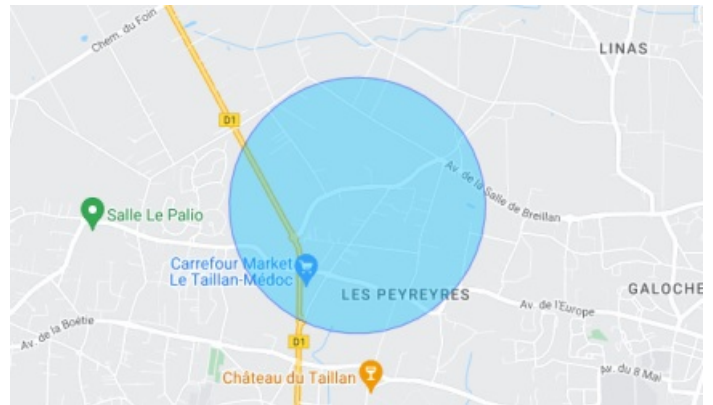 Chem. du Foin
LINAS
D1
Av. de la Salle de Breillan
Salle Le Palio
Carrefour Market
Le Taillan-Médoc
LES PEYREYRES
GALOCHE
Av. de l'Europe
Av. de la Boëtie
D1
Château du Taillan
Av. du 8 Mai